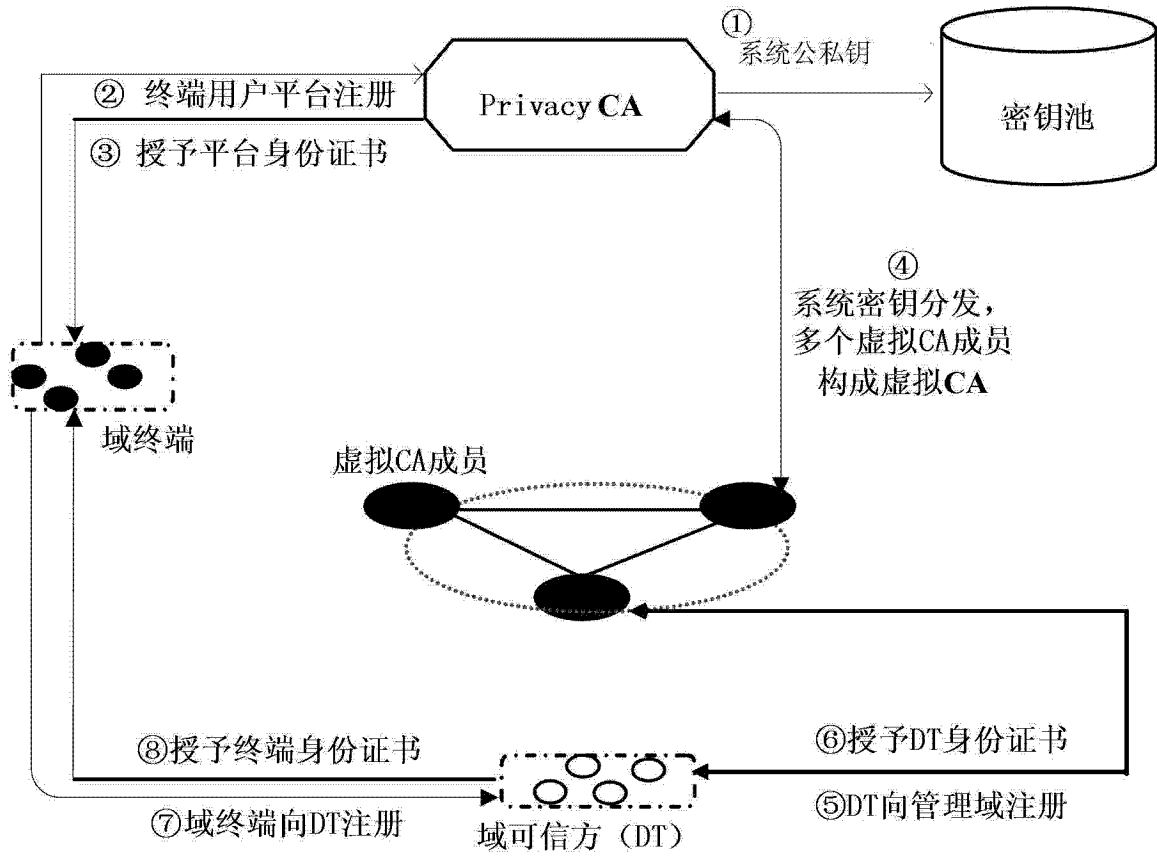 ①
系统公私钥
② 终端用户平台注册
Privacy CA
密钥池
③ 授予平台身份证书
④
系统密钥分发，
多个虚拟CA成员
构成虚拟CA
域终端
虚拟CA成员
⑧授予终端身份证书
⑥授予DT身份证书
⑦域终端向DT注册
⑤DT向管理域注册
域可信方（DT）